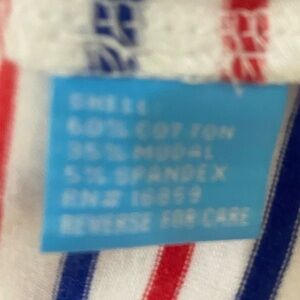 SHELL:
60% COTTON
35% MODAL
5% SPANDEX
RN# 16859
REVERSE FOR CARE